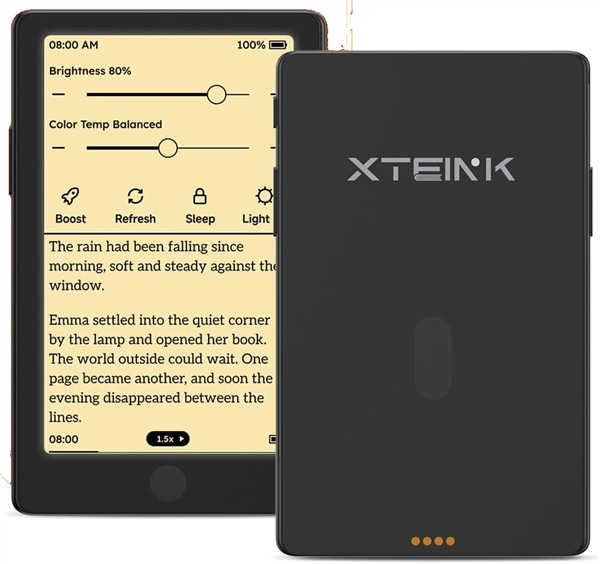 08:00 AM 100%
Brightness 80%
Color Temp Balanced
Boost Refresh Sleep Light
The rain had been falling since
morning, soft and steady against the
window.
Emma settled into the quiet corner
by the lamp and opened her book.
The world outside could wait. One
page became another, and soon the
evening disappeared between the
lines.
08:00 1.5x
XTEINK